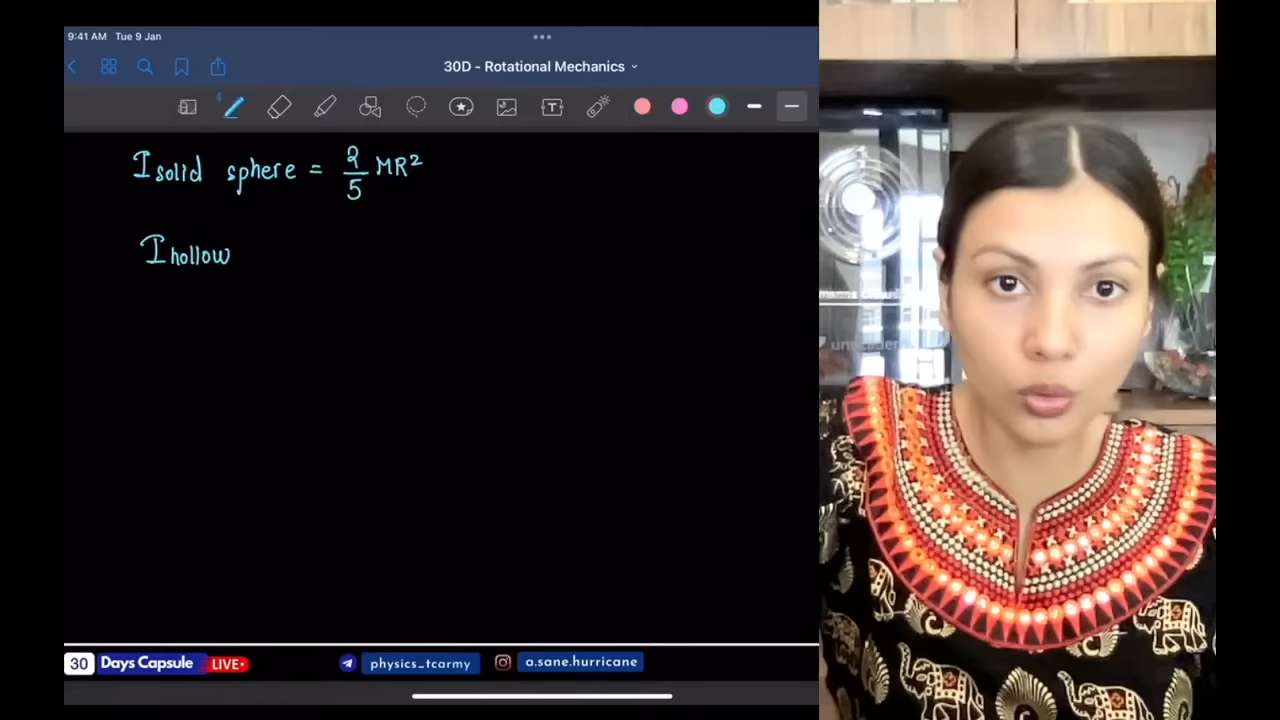 9:41 AM Tue 9 Jan
30D - Rotational Mechanics
I solid sphere = 2/5 MR²
I hollow
30 Days Capsule LIVE
physics_tcarmy
a.sane.hurricane